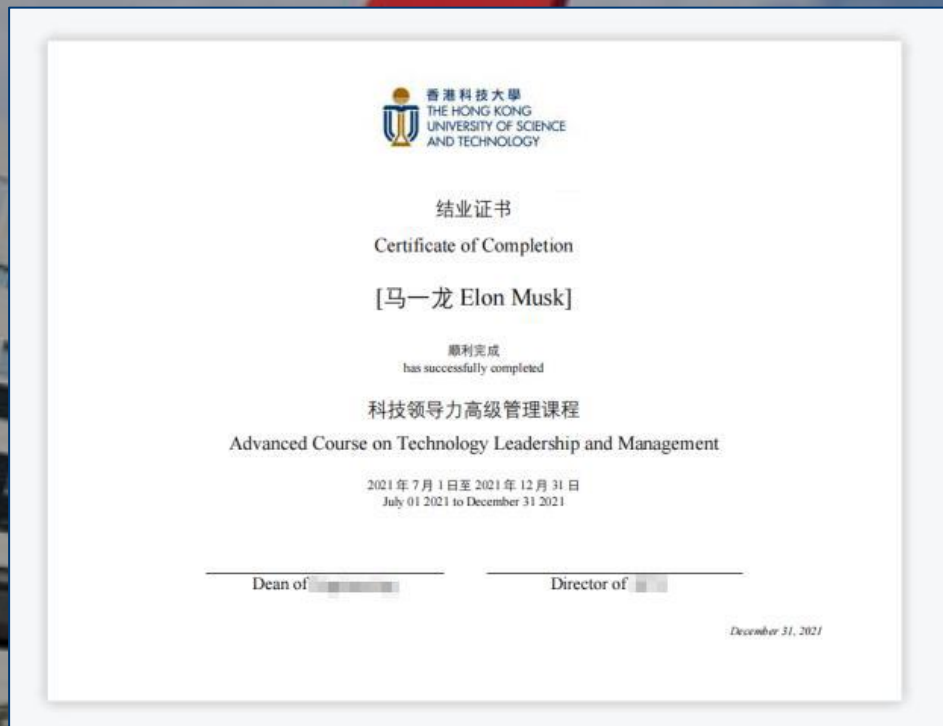 香港科技大學
THE HONG KONG
UNIVERSITY OF SCIENCE
AND TECHNOLOGY
结业证书
Certificate of Completion
[马一龙 Elon Musk]
顺利完成
has successfully completed
科技领导力高级管理课程
Advanced Course on Technology Leadership and Management
2021 年 7 月 1 日至 2021 年 12 月 31 日
July 01 2021 to December 31 2021
Dean of
Director of
December 31, 2021